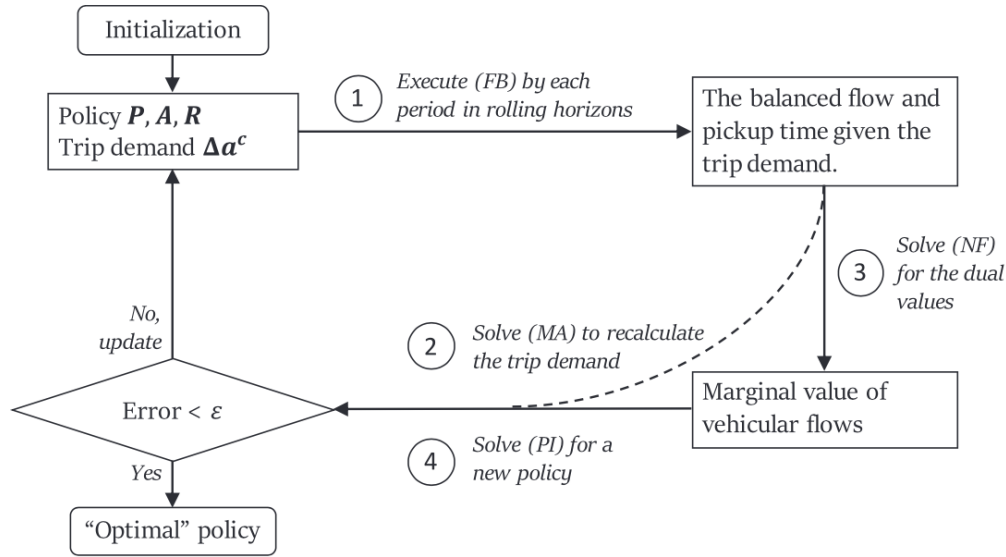 Initialization
Policy P, A, R
Trip demand Δaᶜ
1
Execute (FB) by each
period in rolling horizons
The balanced flow and
pickup time given the
trip demand.
3
Solve (NF)
for the dual
values
No,
update
2
Solve (MA) to recalculate
the trip demand
Error < ε
Marginal value of
vehicular flows
4
Solve (PI) for a
new policy
Yes
“Optimal” policy